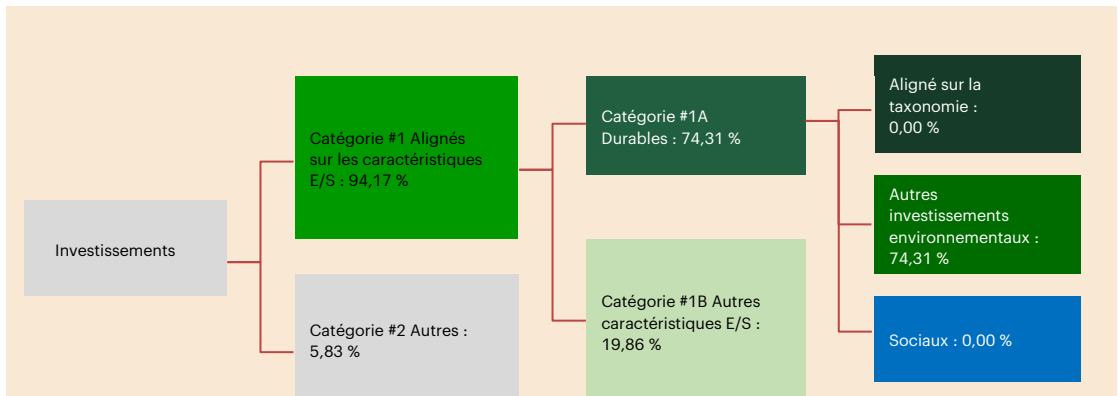 Investissements
Catégorie #1 Alignés
sur les caractéristiques
E/S : 94,17 %
Catégorie #2 Autres :
5,83 %
Catégorie #1A
Durables : 74,31 %
Catégorie #1B Autres
caractéristiques E/S :
19,86 %
Aligné sur la
taxonomie :
0,00 %
Autres
investissements
environnementaux :
74,31 %
Sociaux : 0,00 %